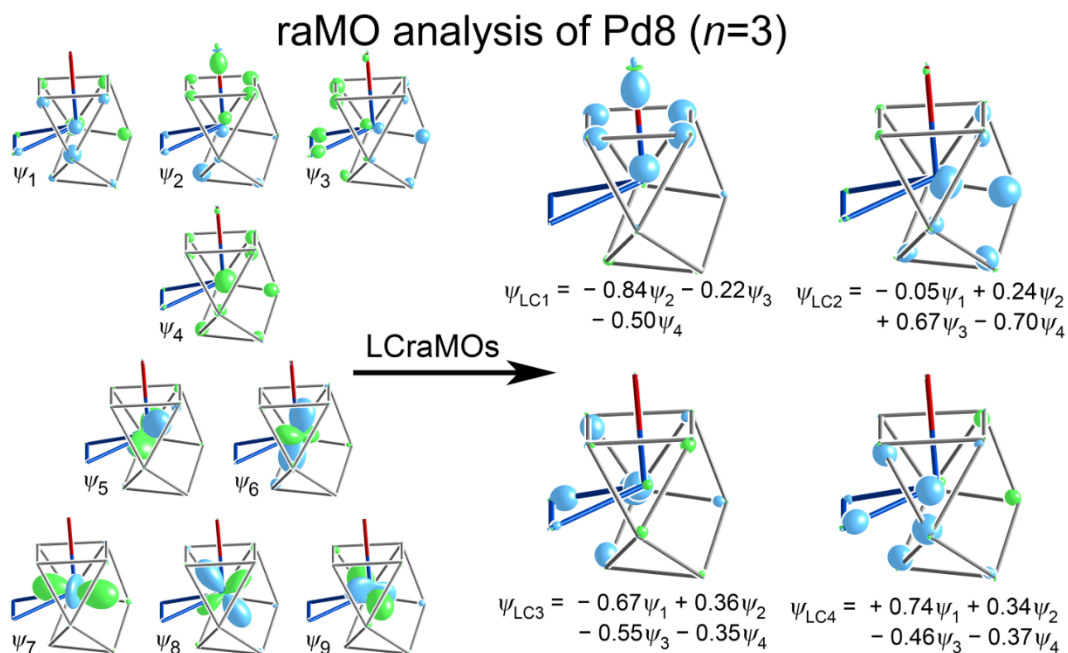 raMO analysis of Pd8 (n=3)
ψ1
ψ2
ψ3
ψ4
ψ5
ψ6
ψ7
ψ8
ψ9
LCraMOs
ψLC1 = − 0.84ψ2 − 0.22ψ3
− 0.50ψ4
ψLC2 = − 0.05ψ1 + 0.24ψ2
+ 0.67ψ3 − 0.70ψ4
ψLC3 = − 0.67ψ1 + 0.36ψ2
− 0.55ψ3 − 0.35ψ4
ψLC4 = + 0.74ψ1 + 0.34ψ2
− 0.46ψ3 − 0.37ψ4